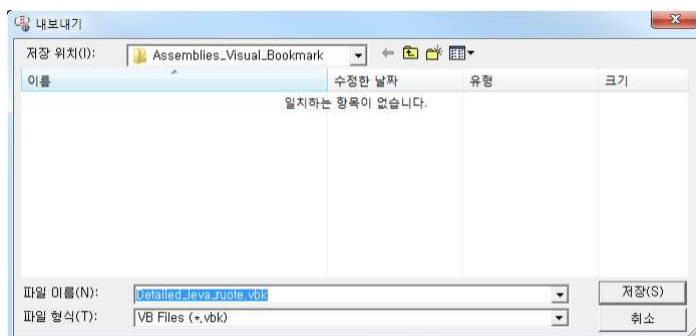 내보내기
저장 위치(I): Assemblies_Visual_Bookmark
이름 수정한 날짜 유형 크기
일치하는 항목이 없습니다.
파일 이름(N): Detailed_leva_ruote.vbk 저장(S)
파일 형식(T): VB Files (*.vbk) 취소